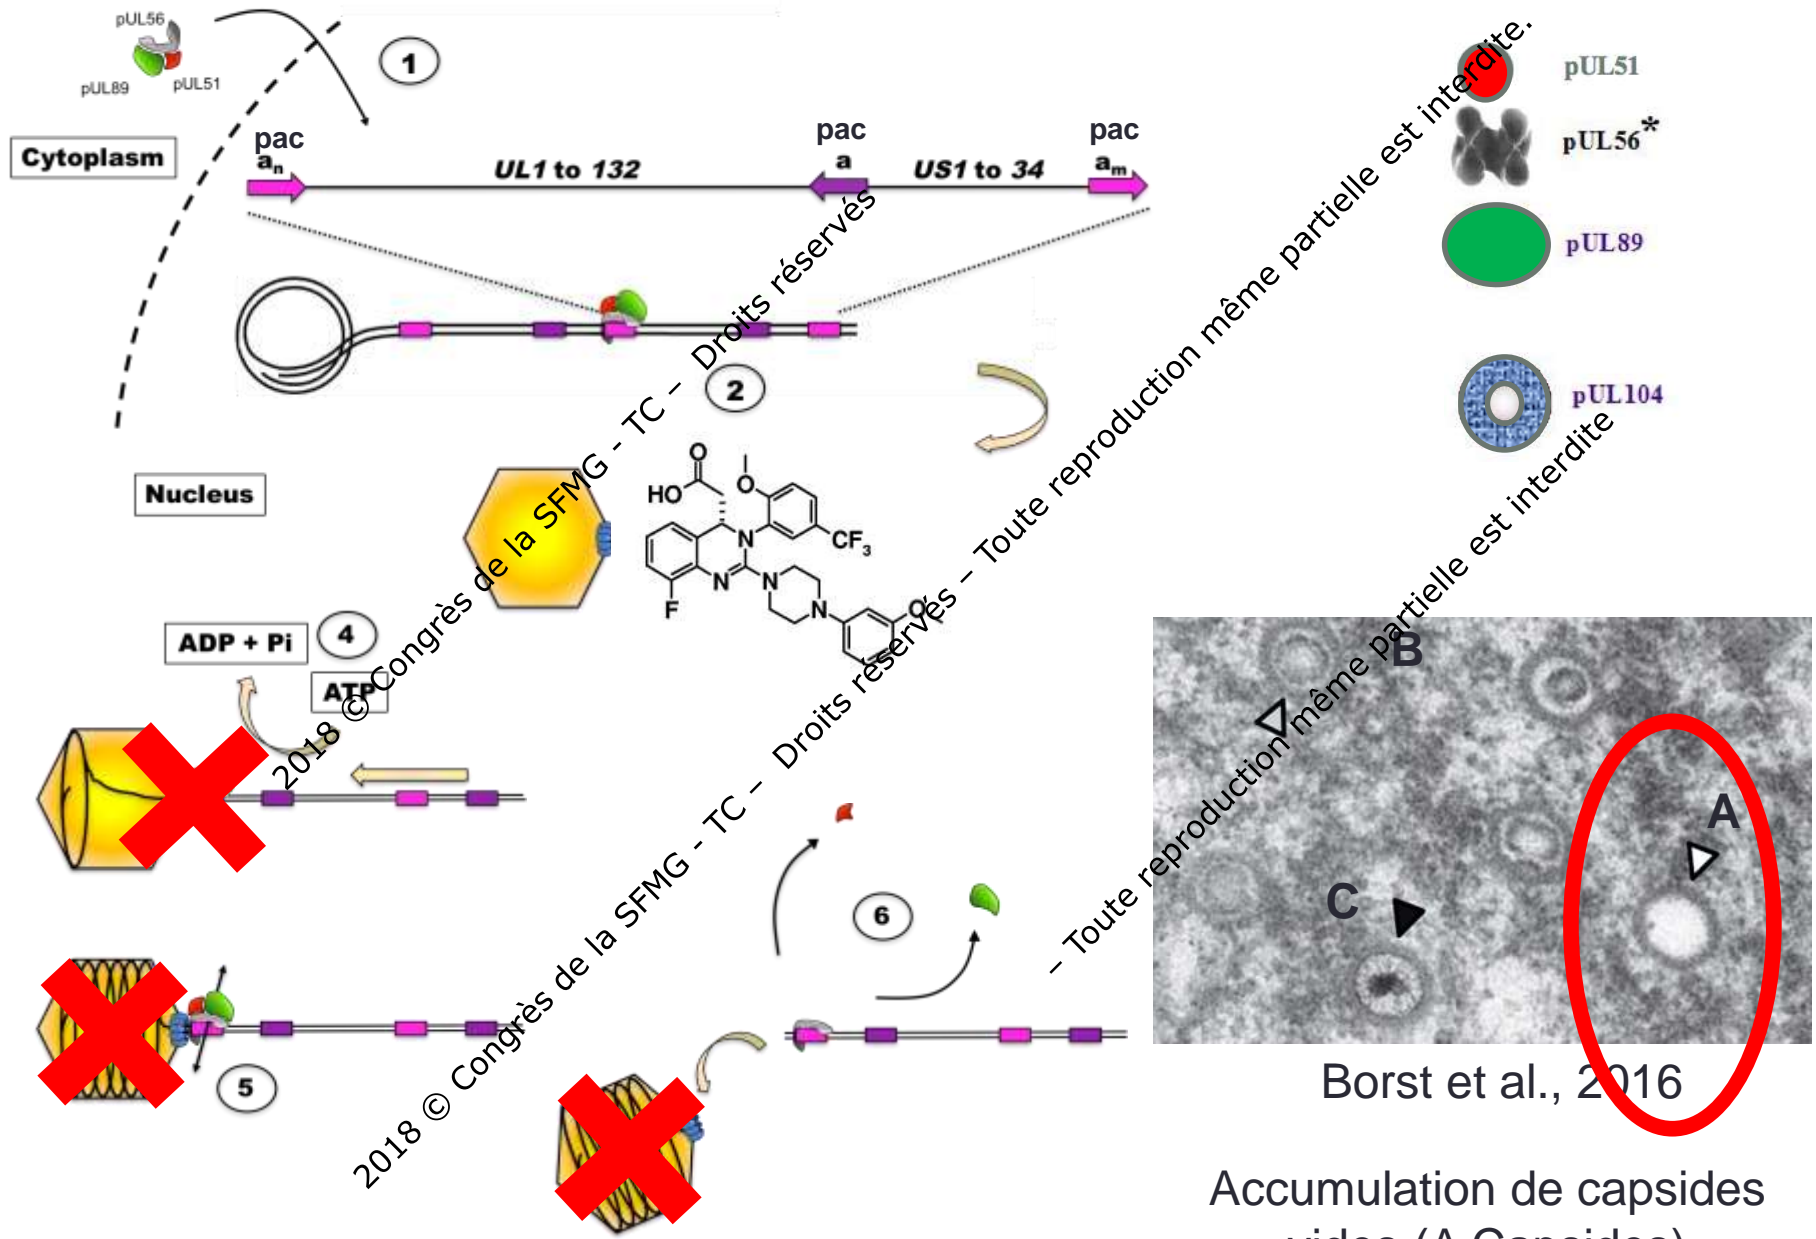 pUL56
pUL89
pUL51
1
Cytoplasm
pac
an
UL1 to 132
pac
a
US1 to 34
pac
am
2
Nucleus
O
HO
O
N
CF3
N
N
N
F
O
4
ADP + Pi
ATP
5
6
pUL51
pUL56*
pUL89
pUL104
B
A
C
Borst et al., 2016
Accumulation de capsides
vides (A Capsides)
2018 © Congrès de la SFMG - TC – Droits réservés – Toute reproduction même partielle est interdite.
2018 © Congrès de la SFMG - TC – Droits réservés – Toute reproduction même partielle est interdite